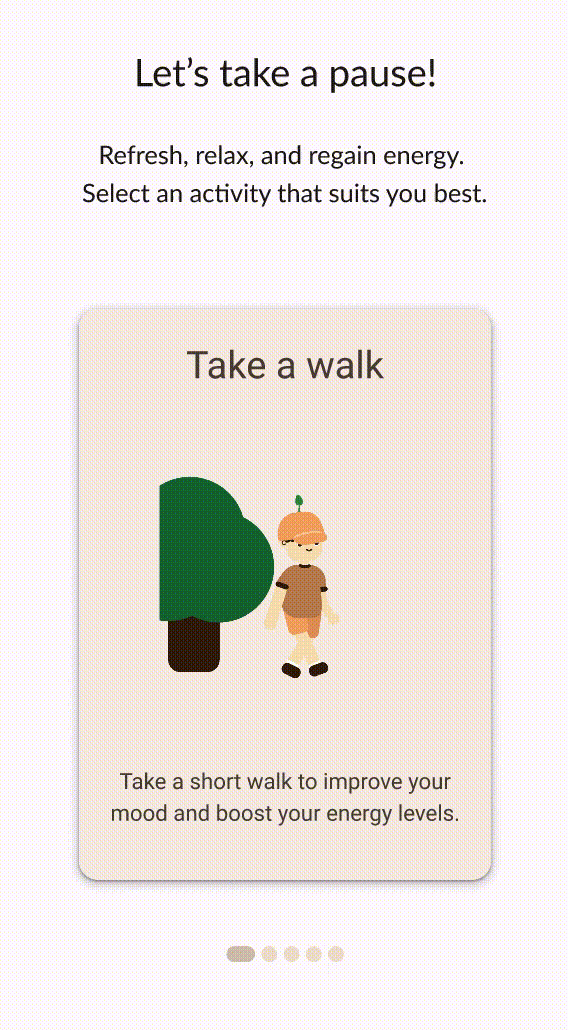 Let’s take a pause!
Refresh, relax, and regain energy.
Select an activity that suits you best.
Take a walk
Take a short walk to improve your
mood and boost your energy levels.